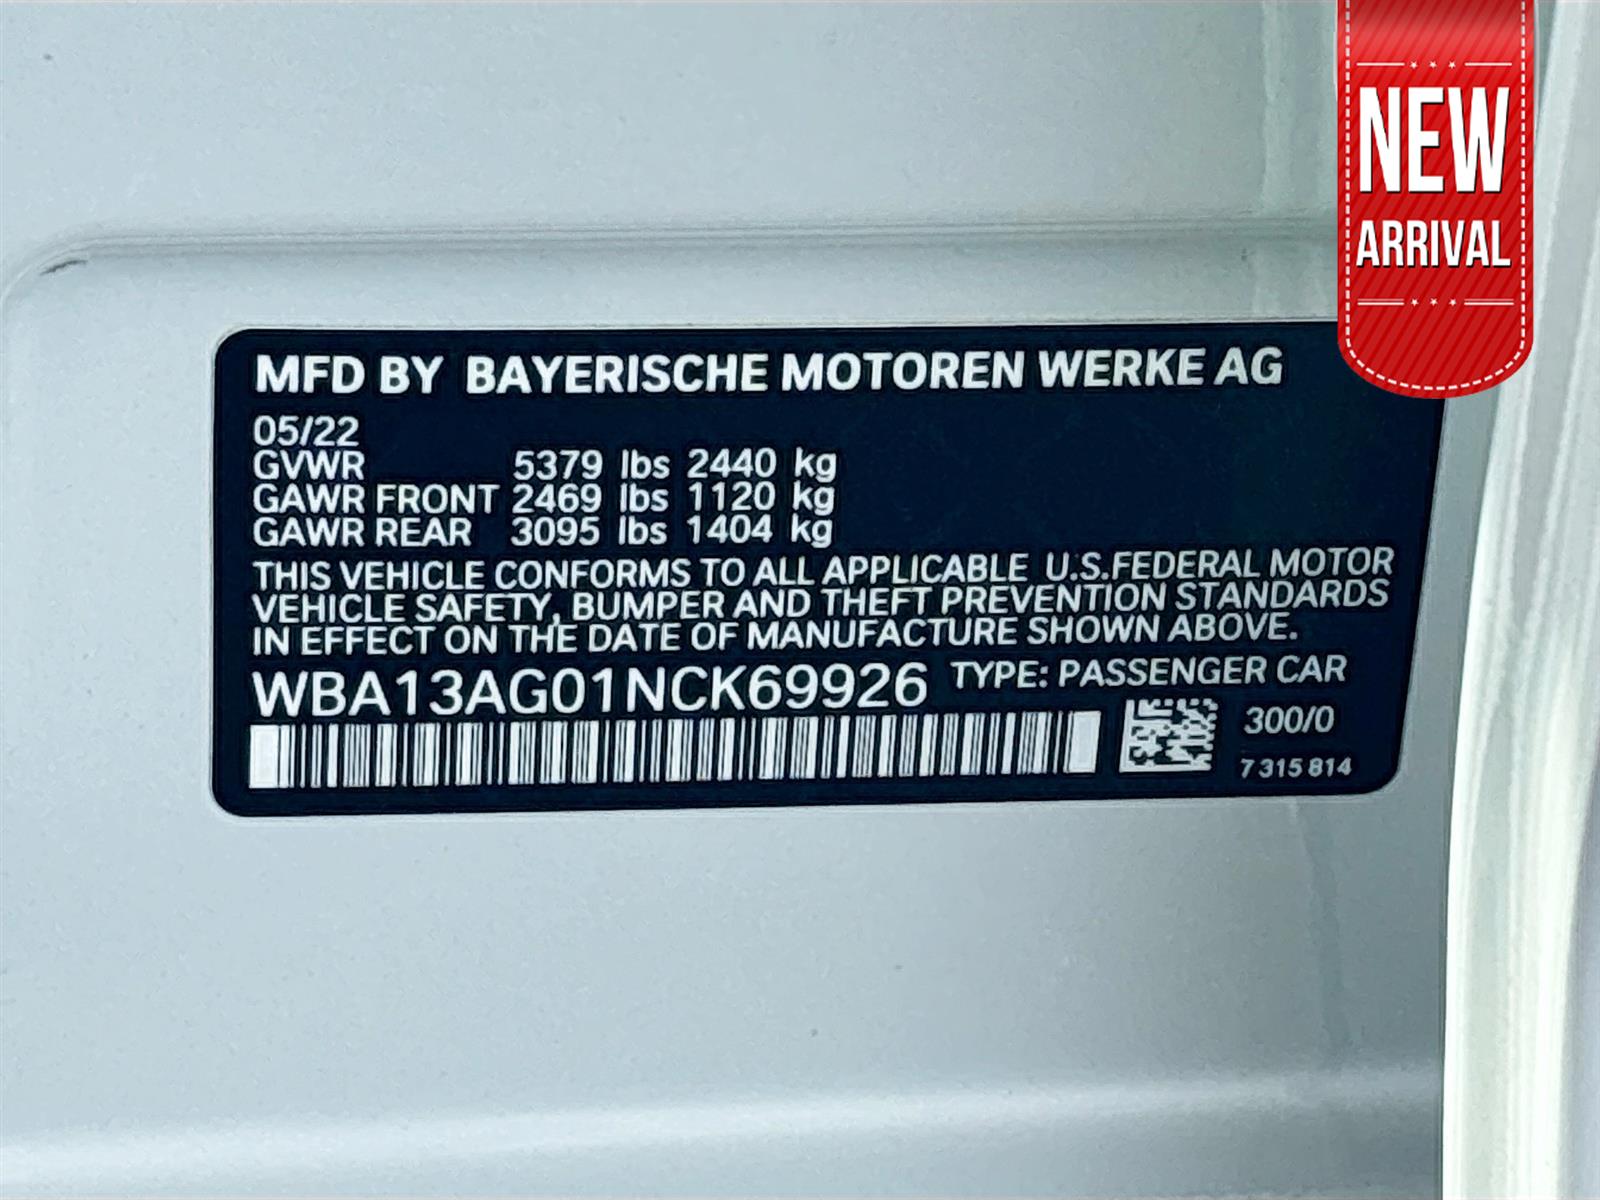 NEW
ARRIVAL
MFD BY BAYERISCHE MOTOREN WERKE AG
05/22
GVWR 5379 lbs 2440 kg
GAWR FRONT 2469 lbs 1120 kg
GAWR REAR 3095 lbs 1404 kg
THIS VEHICLE CONFORMS TO ALL APPLICABLE U.S.FEDERAL MOTOR
VEHICLE SAFETY, BUMPER AND THEFT PREVENTION STANDARDS
IN EFFECT ON THE DATE OF MANUFACTURE SHOWN ABOVE.
WBA13AG01NCK69926 TYPE: PASSENGER CAR
300/0
7 315 814